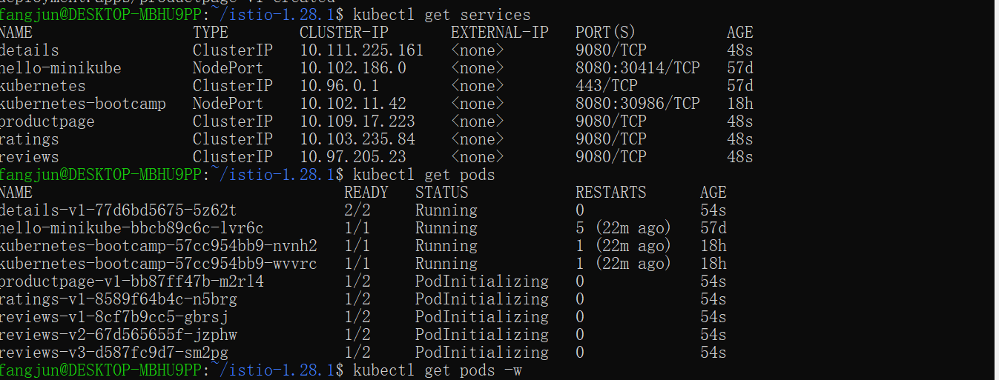 deployment.apps/productpage-v1 created
fangjun@DESKTOP-MBHU9PP:~/istio-1.28.1$ kubectl get services
NAME TYPE CLUSTER-IP EXTERNAL-IP PORT(S) AGE
details ClusterIP 10.111.225.161 <none> 9080/TCP 48s
hello-minikube NodePort 10.102.186.0 <none> 8080:30414/TCP 57d
kubernetes ClusterIP 10.96.0.1 <none> 443/TCP 57d
kubernetes-bootcamp NodePort 10.102.11.42 <none> 8080:30986/TCP 18h
productpage ClusterIP 10.109.17.223 <none> 9080/TCP 48s
ratings ClusterIP 10.103.235.84 <none> 9080/TCP 48s
reviews ClusterIP 10.97.205.23 <none> 9080/TCP 48s
fangjun@DESKTOP-MBHU9PP:~/istio-1.28.1$ kubectl get pods
NAME READY STATUS RESTARTS AGE
details-v1-77d6bd5675-5z62t 2/2 Running 0 54s
hello-minikube-bbcb89c6c-lvr6c 1/1 Running 5 (22m ago) 57d
kubernetes-bootcamp-57cc954bb9-nvnh2 1/1 Running 1 (22m ago) 18h
kubernetes-bootcamp-57cc954bb9-wvvrc 1/1 Running 1 (22m ago) 18h
productpage-v1-bb87ff47b-m2rl4 1/2 PodInitializing 0 54s
ratings-v1-8589f64b4c-n5brg 1/2 PodInitializing 0 54s
reviews-v1-8cf7b9cc5-gbrsj 1/2 PodInitializing 0 54s
reviews-v2-67d565655f-jzphw 1/2 PodInitializing 0 54s
reviews-v3-d587fc9d7-sm2pg 1/2 PodInitializing 0 54s
fangjun@DESKTOP-MBHU9PP:~/istio-1.28.1$ kubectl get pods -w